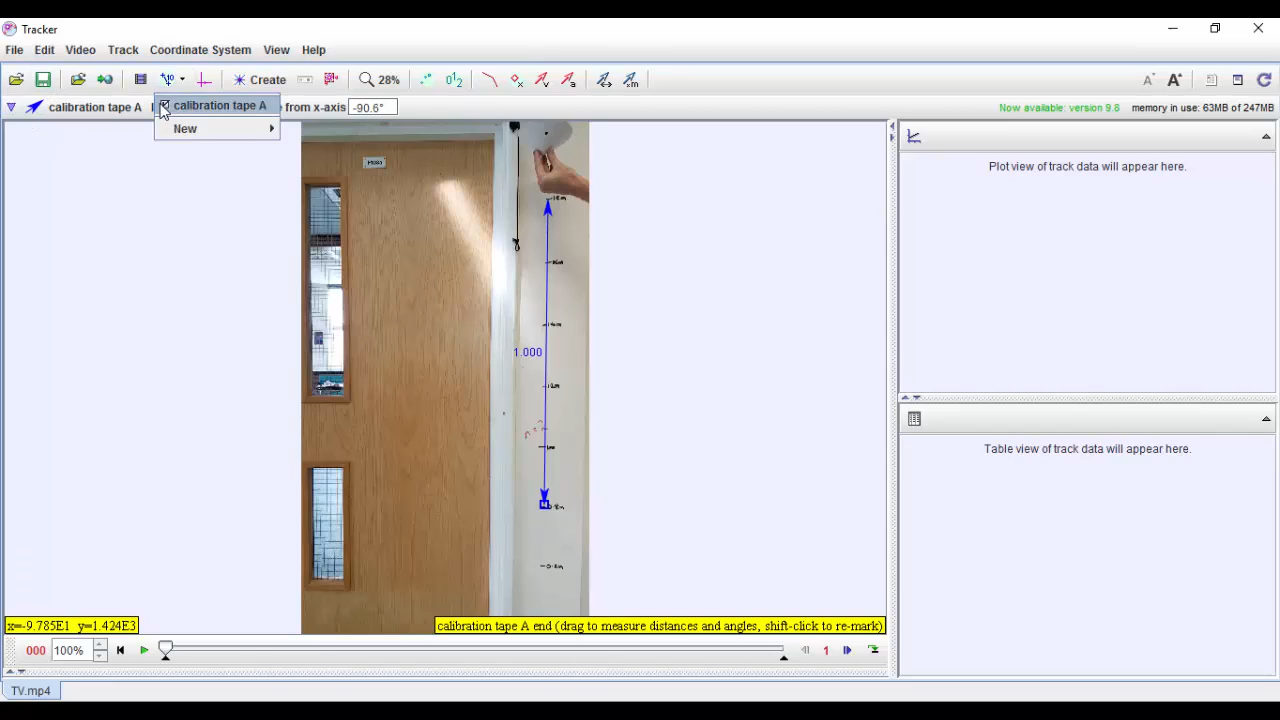 Tracker
File Edit Video Track Coordinate System View Help
Create 28%
calibration tape A from x-axis -90.6° Now available: version 9.8 memory in use: 63MB of 247MB
calibration tape A
New
Plot view of track data will appear here.
1.000
Table view of track data will appear here.
x=-9.785E1 y=1.424E3
calibration tape A end (drag to measure distances and angles, shift-click to re-mark)
000 100% 1
TV.mp4